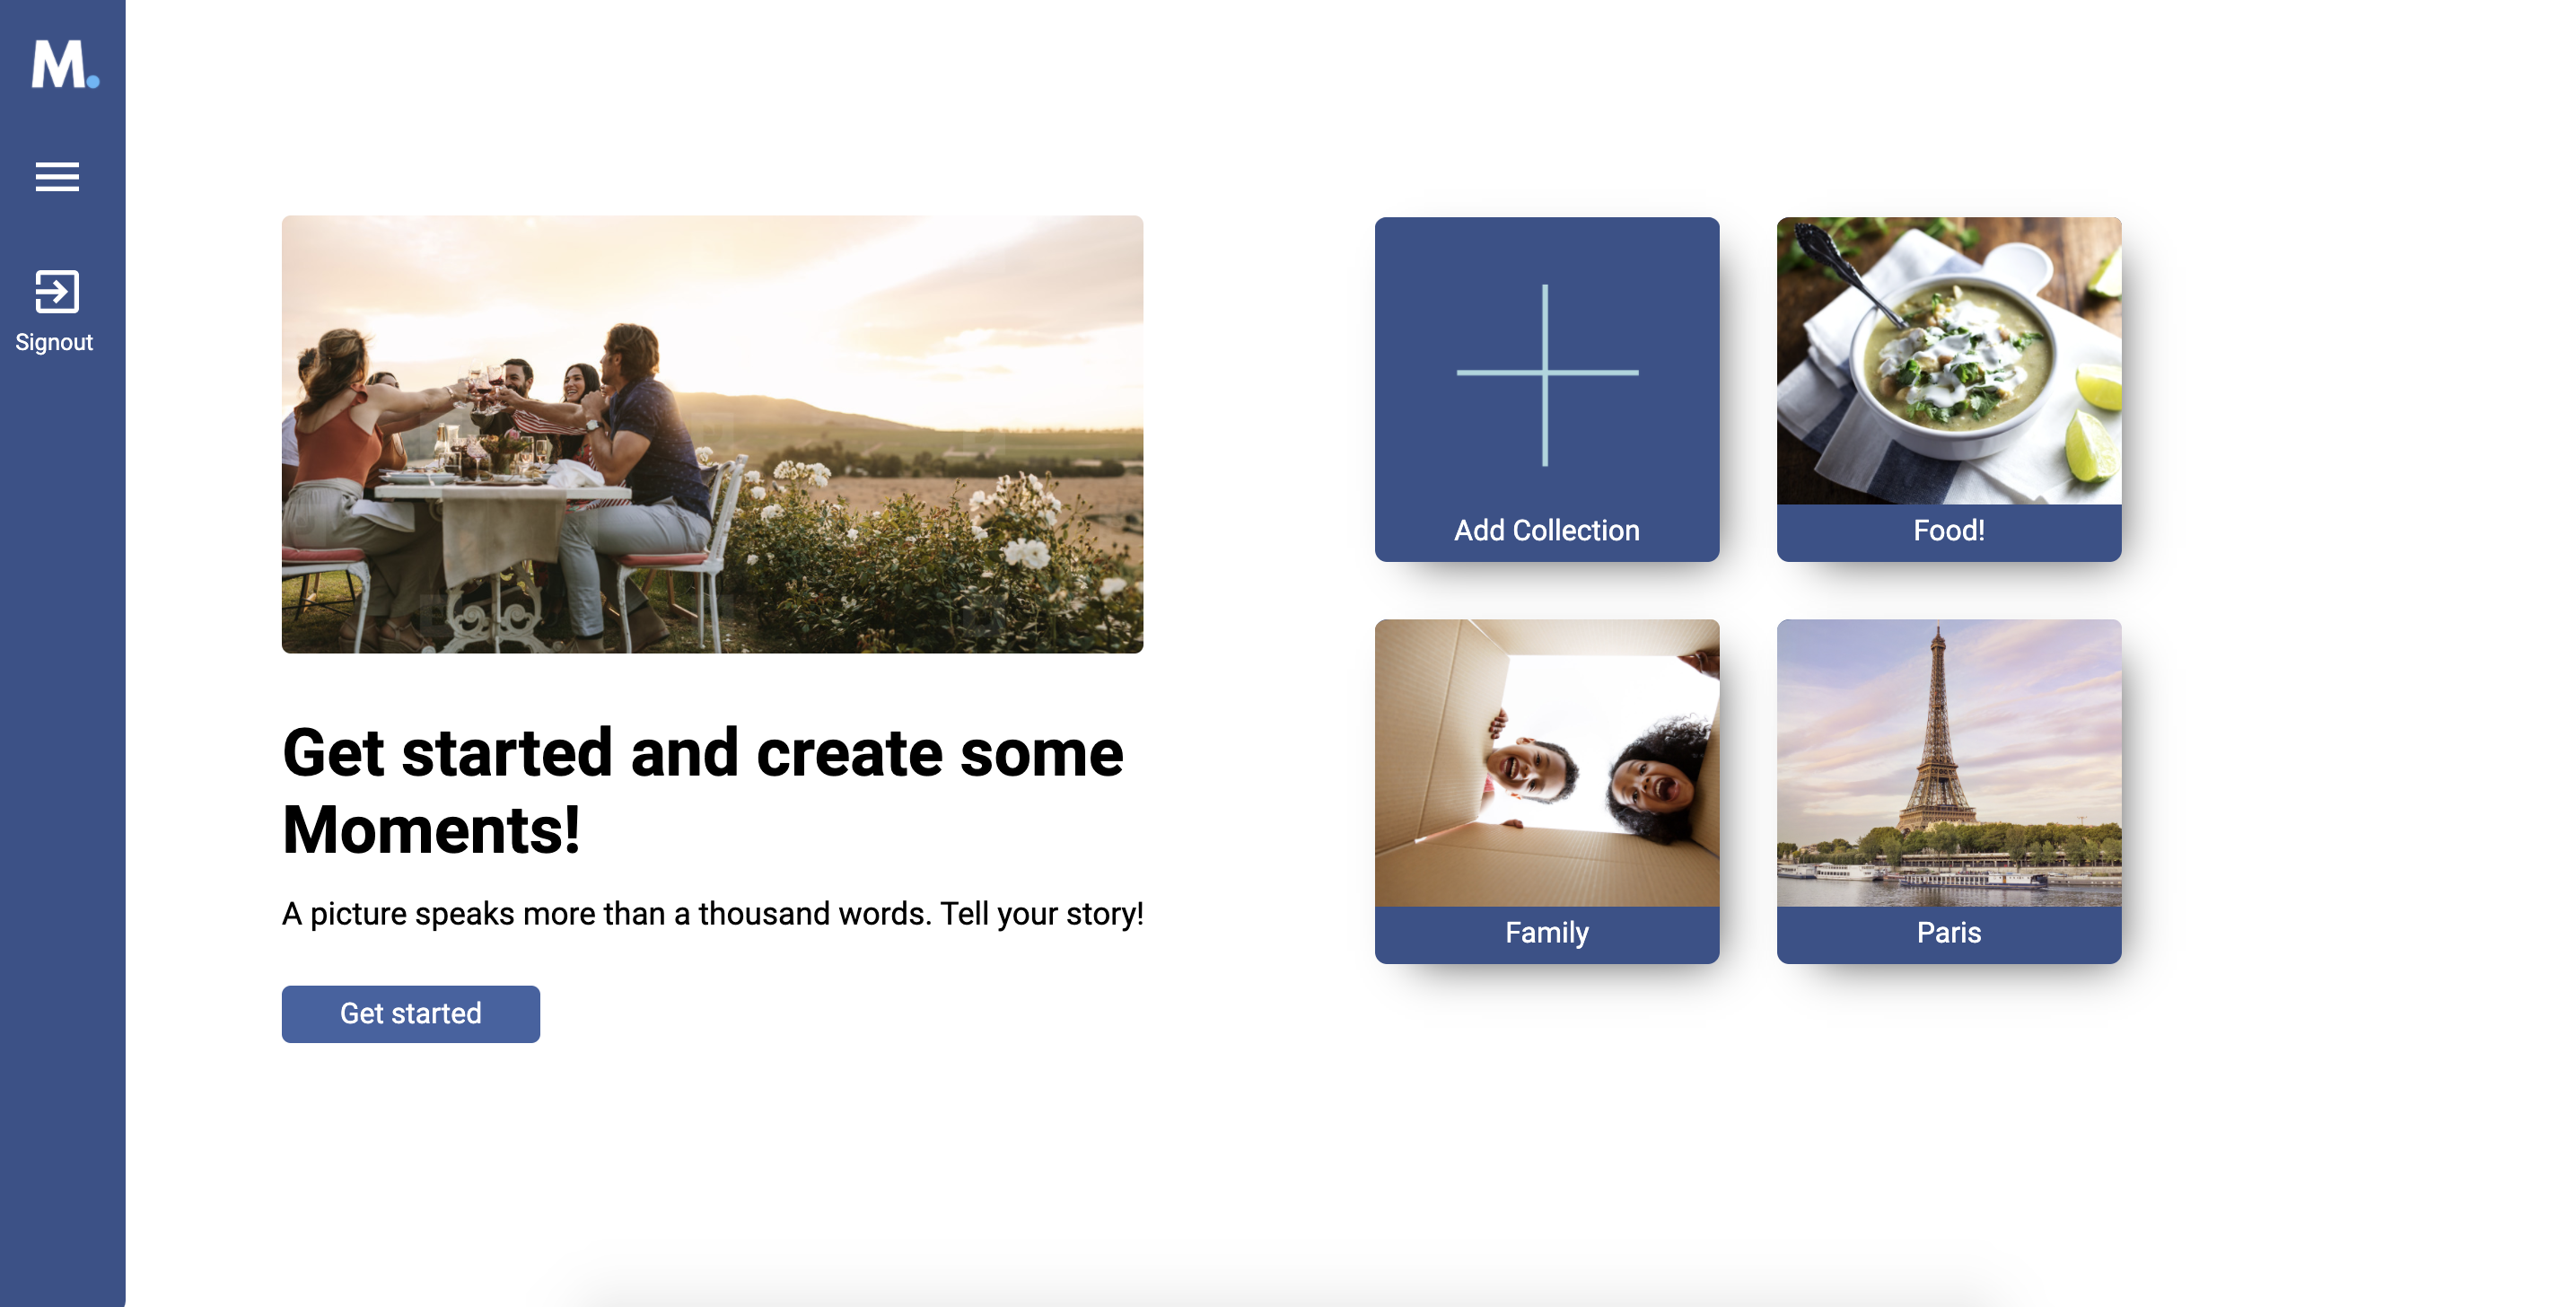 M.
Signout
Get started and create some
Moments!
A picture speaks more than a thousand words. Tell your story!
Get started
Add Collection
Food!
Family
Paris